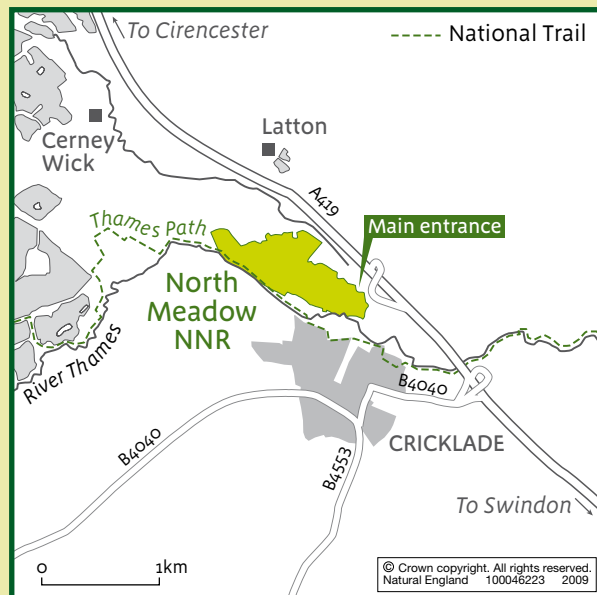 To Cirencester
National Trail
Cerney
Wick
Latton
A419
Thames Path
Main entrance
North
Meadow
NNR
River Thames
B4040
B4040
B4553
CRICKLADE
To Swindon
0 1km
© Crown copyright. All rights reserved.
Natural England 100046223 2009